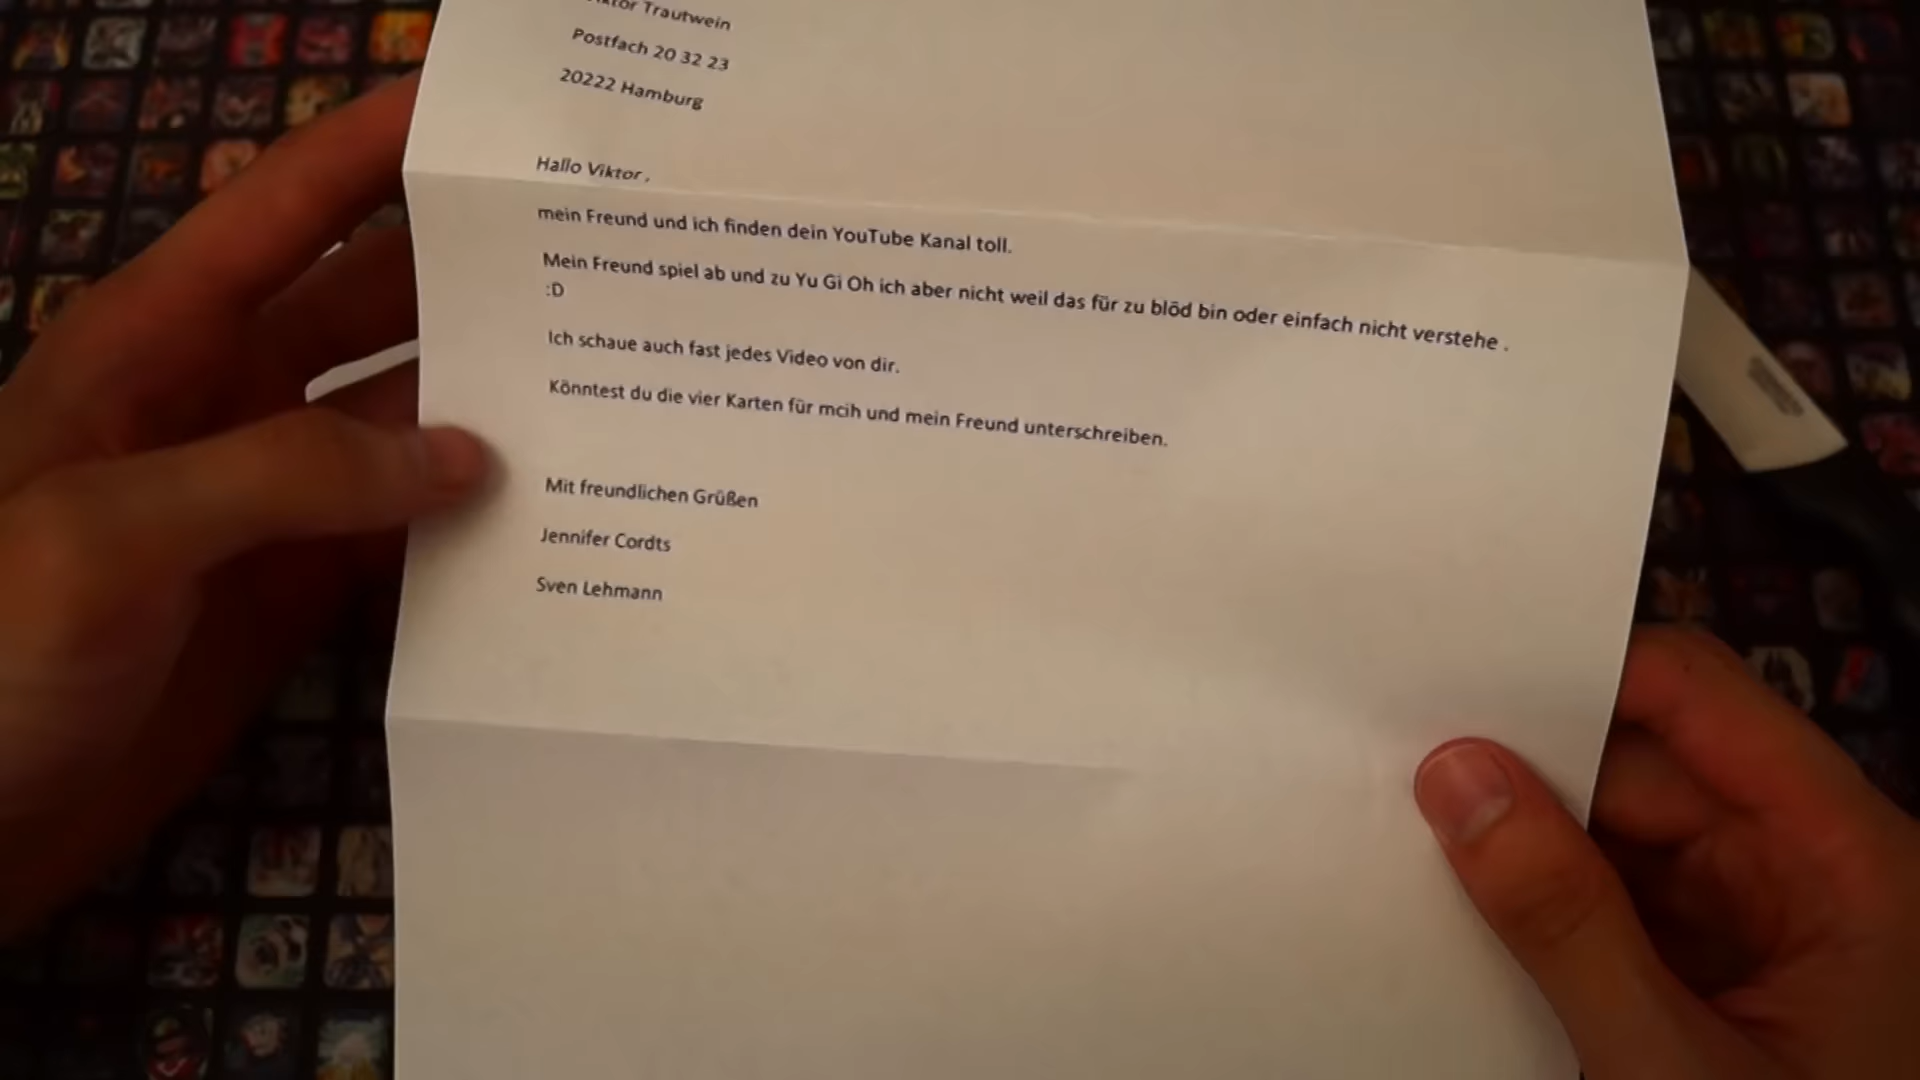 Viktor Trautwein
Postfach 20 32 23
20222 Hamburg
Hallo Viktor ,
mein Freund und ich finden dein YouTube Kanal toll.
Mein Freund spiel ab und zu Yu Gi Oh ich aber nicht weil das für zu blöd bin oder einfach nicht verstehe .
:D
Ich schaue auch fast jedes Video von dir.
Könntest du die vier Karten für mcih und mein Freund unterschreiben.
Mit freundlichen Grüßen
Jennifer Cordts
Sven Lehmann